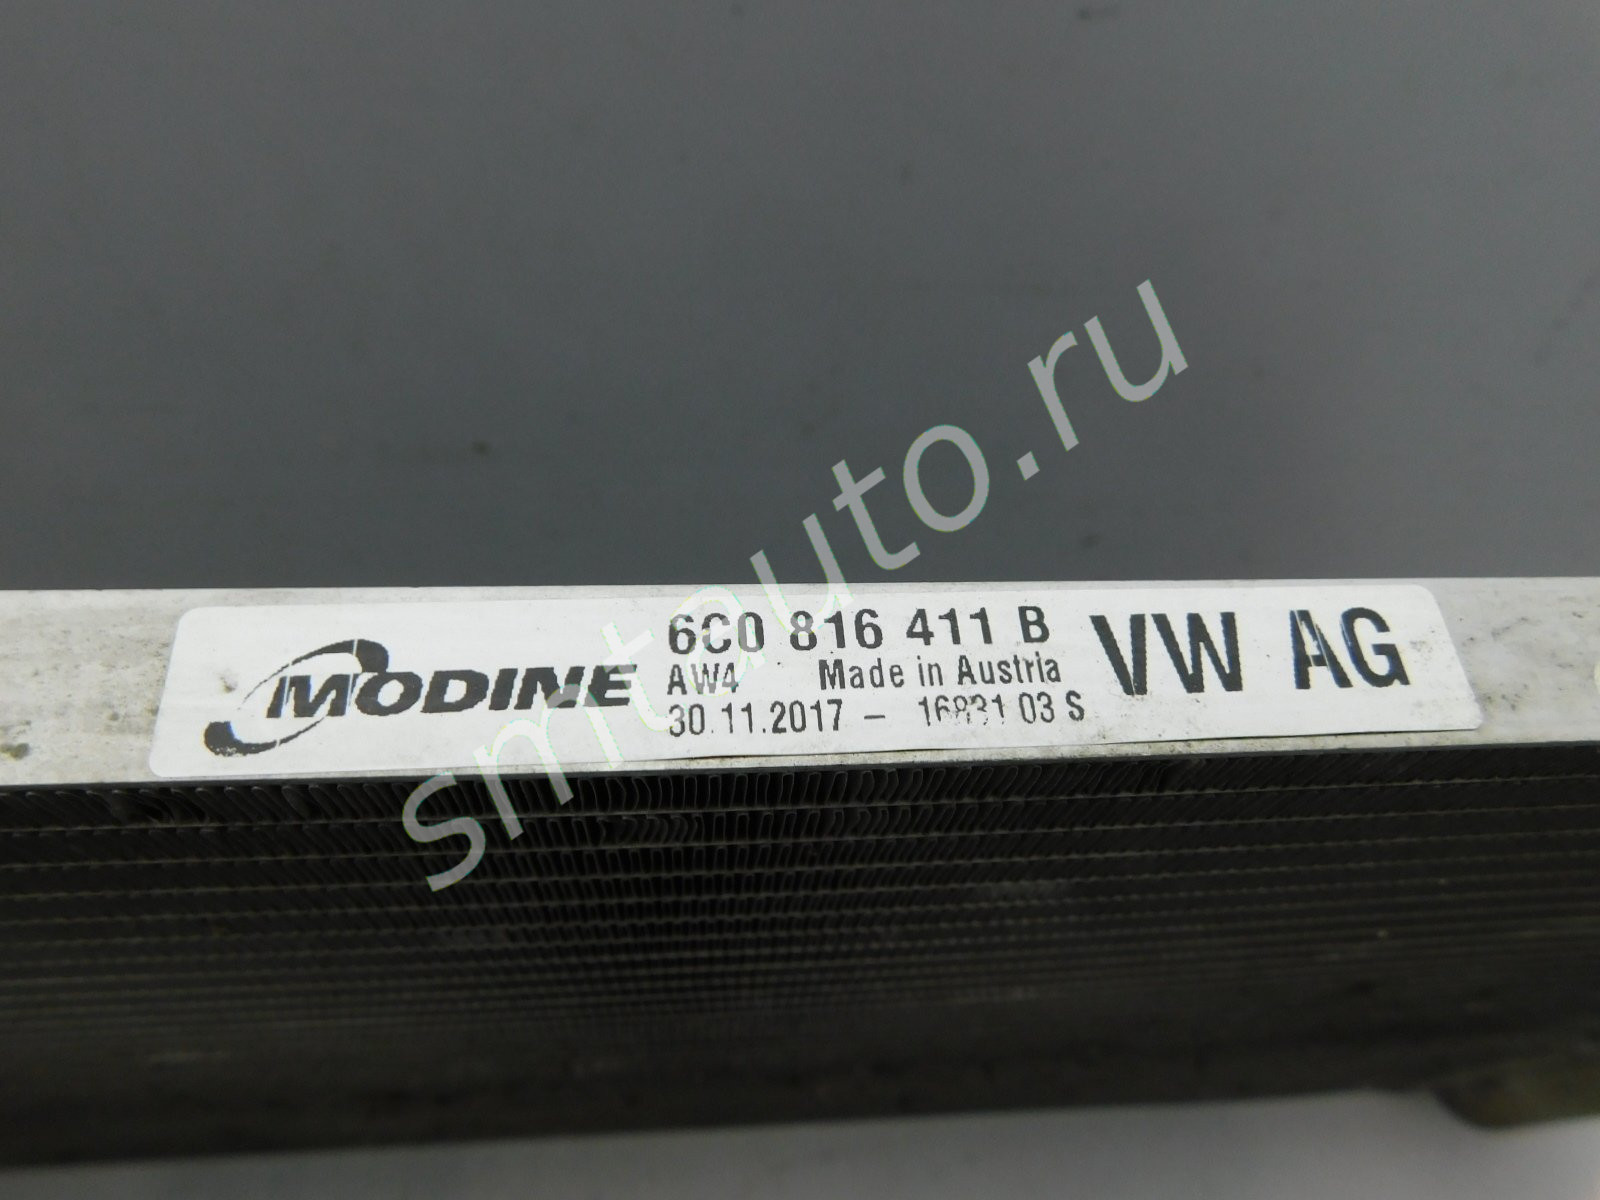 MODINE
6C0 816 411 B
AW4 Made in Austria
30.11.2017 - 16831 03 S
VW AG
smtauto.ru